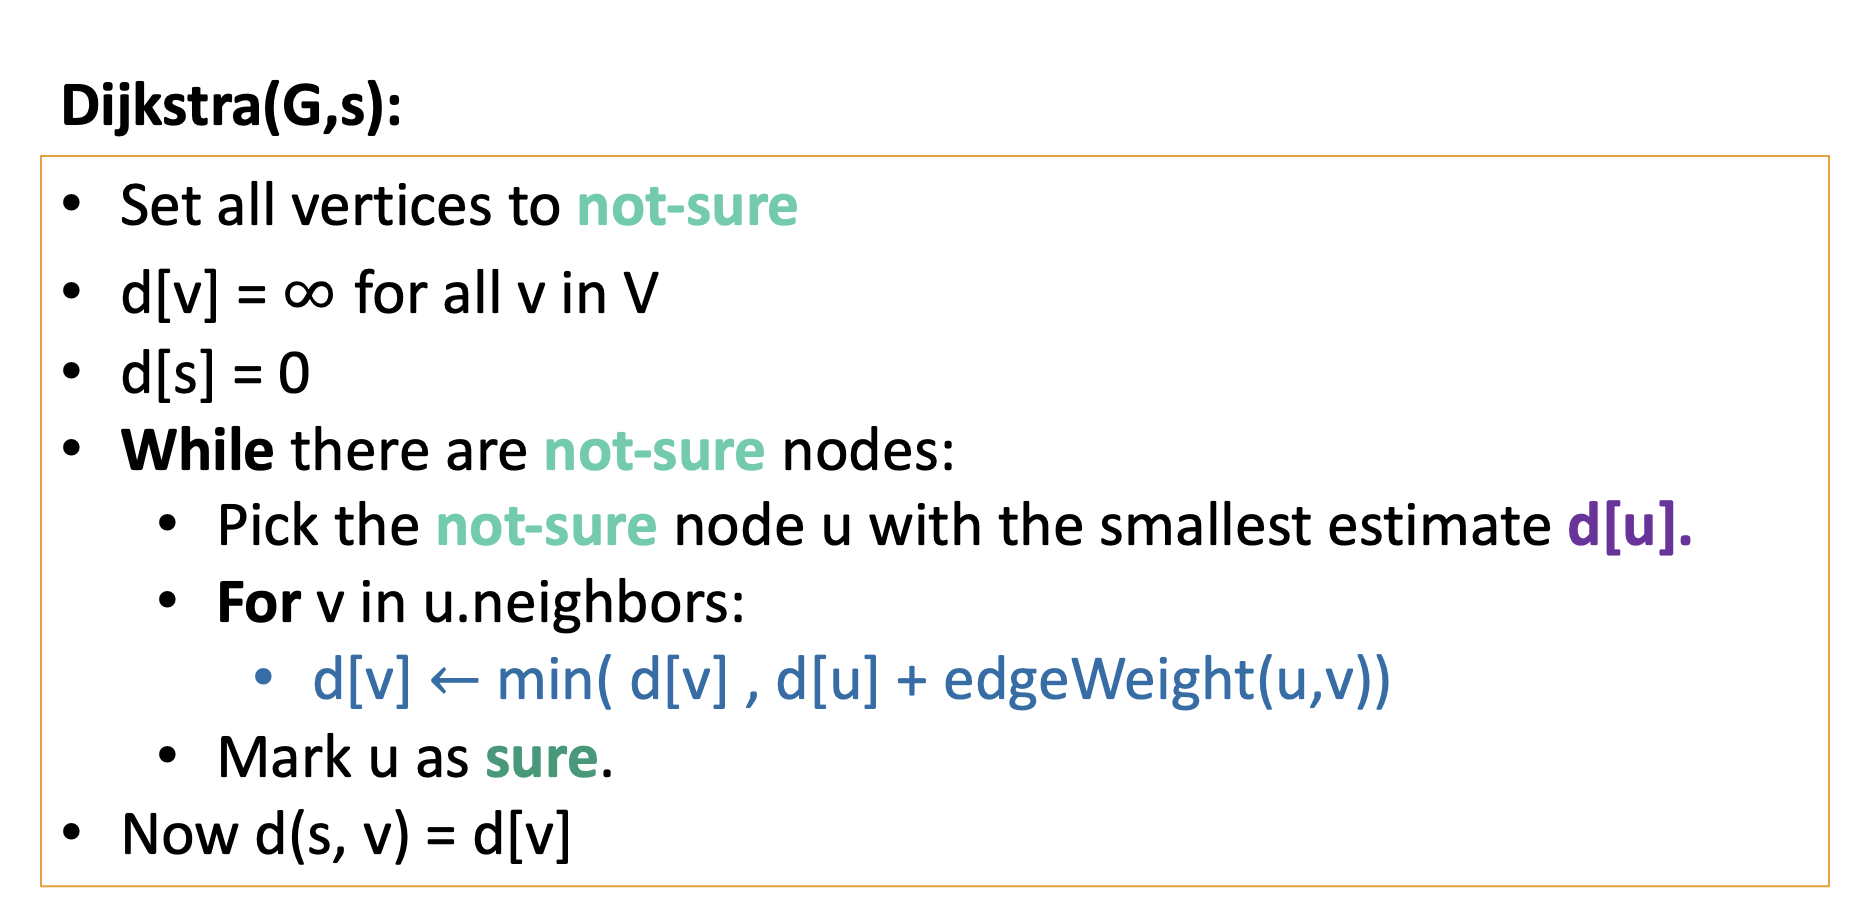 Dijkstra(G,s):
• Set all vertices to not-sure
• d[v] = ∞ for all v in V
• d[s] = 0
• While there are not-sure nodes:
• Pick the not-sure node u with the smallest estimate d[u].
• For v in u.neighbors:
• d[v] ← min( d[v] , d[u] + edgeWeight(u,v))
• Mark u as sure.
• Now d(s, v) = d[v]